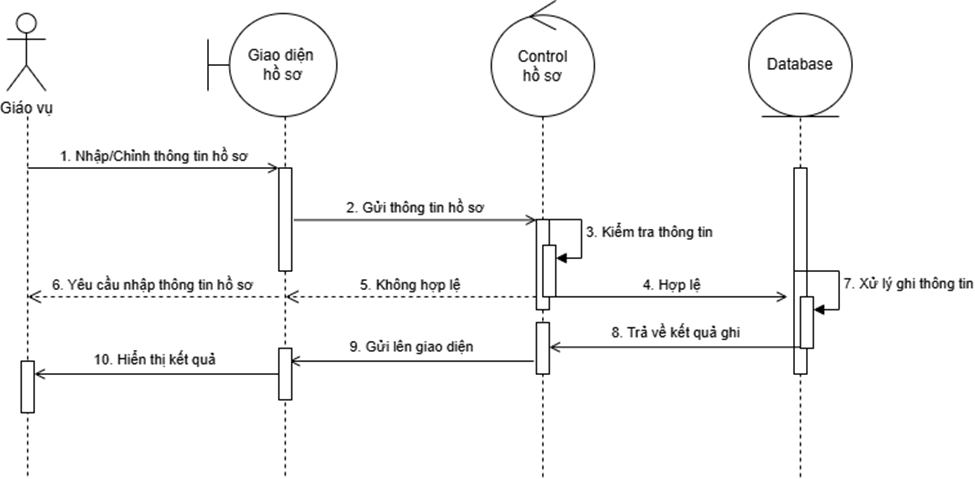 Giao diện
hồ sơ
Control
hồ sơ
Database
Giáo vụ
1. Nhập/Chỉnh thông tin hồ sơ
2. Gửi thông tin hồ sơ
3. Kiểm tra thông tin
6. Yêu cầu nhập thông tin hồ sơ
5. Không hợp lệ
4. Hợp lệ
7. Xử lý ghi thông tin
8. Trả về kết quả ghi
9. Gửi lên giao diện
10. Hiển thị kết quả